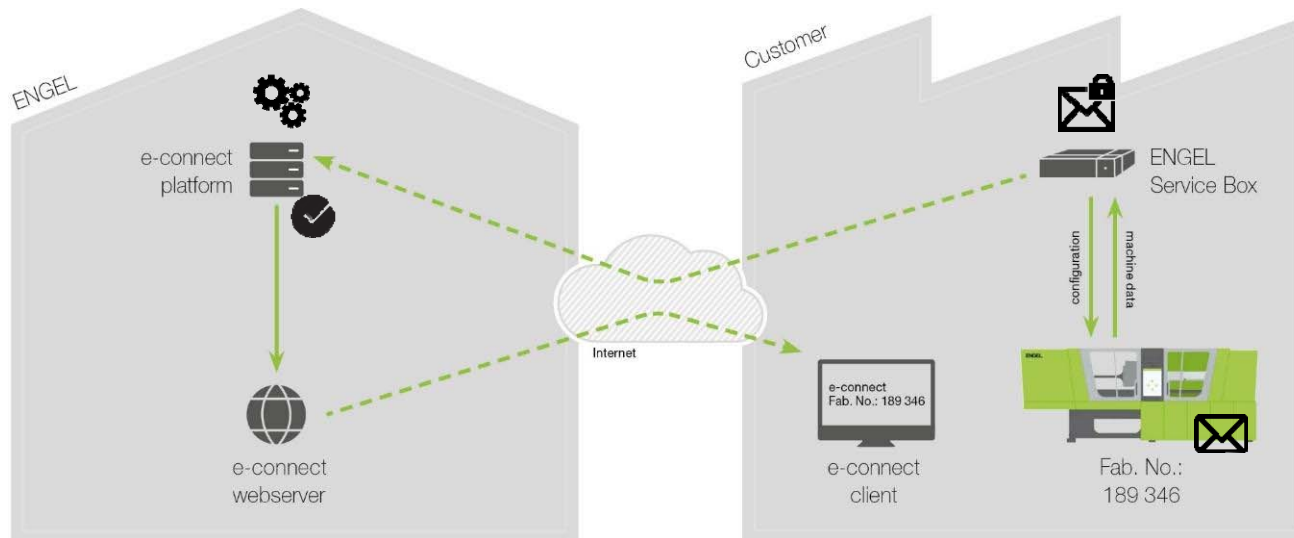 ENGEL
e-connect
platform
e-connect
webserver
Internet
Customer
ENGEL
Service Box
configuration
machine data
e-connect
Fab. No.: 189 346
e-connect
client
ENGEL
Fab. No.:
189 346